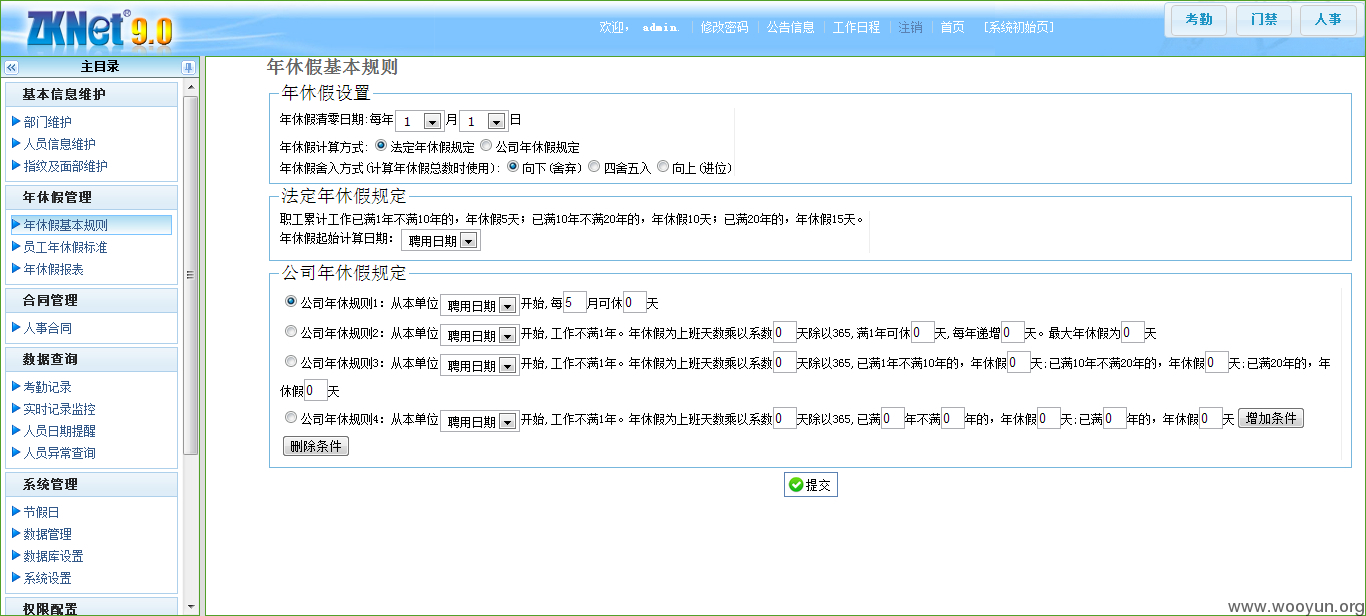 ZKNet® 9.0
欢迎， admin. | 修改密码 | 公告信息 | 工作日程 | 注销 | 首页 [系统初始页]
考勤 门禁 人事
主目录
基本信息维护
部门维护
人员信息维护
指纹及面部维护
年休假管理
年休假基本规则
员工年休假标准
年休假报表
合同管理
人事合同
数据查询
考勤记录
实时记录监控
人员日期提醒
人员异常查询
系统管理
节假日
数据管理
数据库设置
系统设置
权限配置
年休假基本规则
年休假设置
年休假清零日期:每年 1 月 1 日
年休假计算方式: 法定年休假规定 公司年休假规定
年休假舍入方式(计算年休假总数时使用): 向下(舍弃) 四舍五入 向上(进位)
法定年休假规定
职工累计工作已满1年不满10年的，年休假5天；已满10年不满20年的，年休假10天；已满20年的，年休假15天。
年休假起始计算日期： 聘用日期
公司年休假规定
公司年休规则1：从本单位 聘用日期 开始,每5月可休0天
公司年休规则2：从本单位 聘用日期 开始,工作不满1年。年休假为上班天数乘以系数0天除以365,满1年可休0天,每年递增0天。最大年休假为0天
公司年休规则3：从本单位 聘用日期 开始,工作不满1年。年休假为上班天数乘以系数0天除以365,已满1年不满10年的，年休假0天;已满10年不满20年的，年休假0天;已满20年的，年
休假0天
公司年休规则4：从本单位 聘用日期 开始,工作不满1年。年休假为上班天数乘以系数0天除以365,已满0年不满0年的，年休假0天;已满0年的，年休假0天 增加条件
删除条件
提交
www.wooyun.org